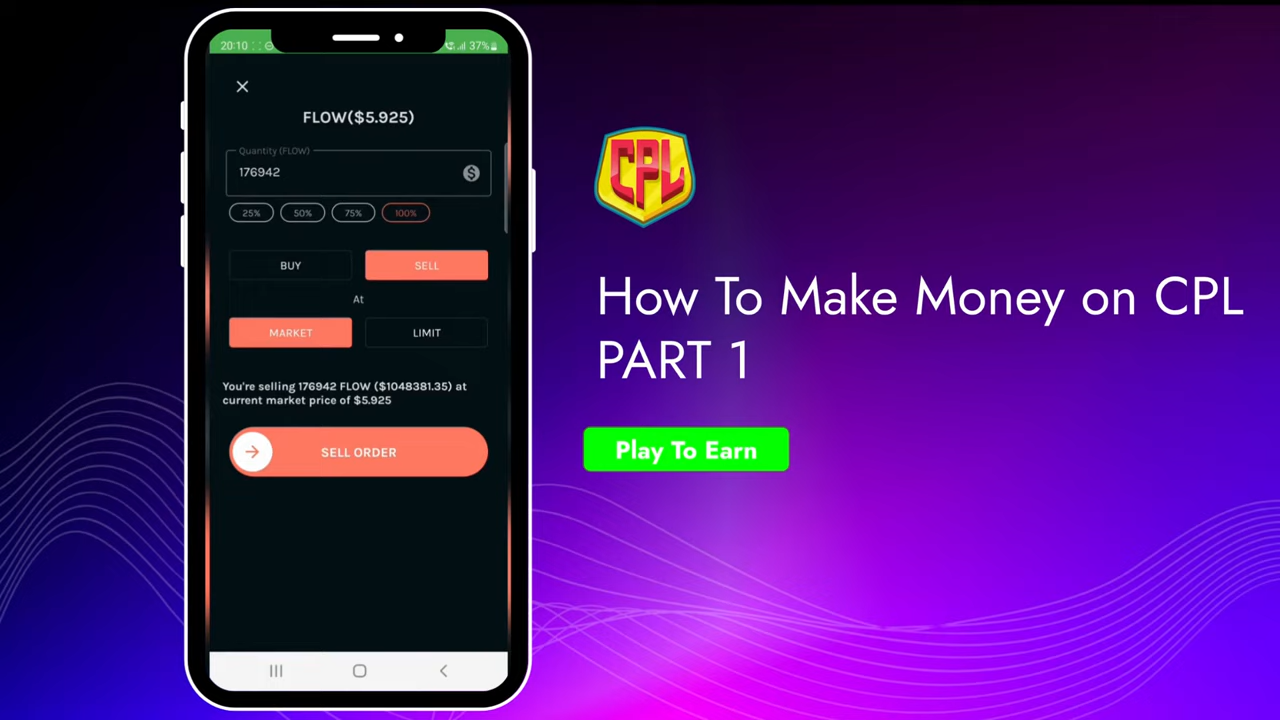 20:10
37%
FLOW($5.925)
Quantity (FLOW)
176942
25% 50% 75% 100%
BUY SELL
At
MARKET LIMIT
You're selling 176942 FLOW ($1048381.35) at
current market price of $5.925
SELL ORDER
CPL
How To Make Money on CPL
PART 1
Play To Earn